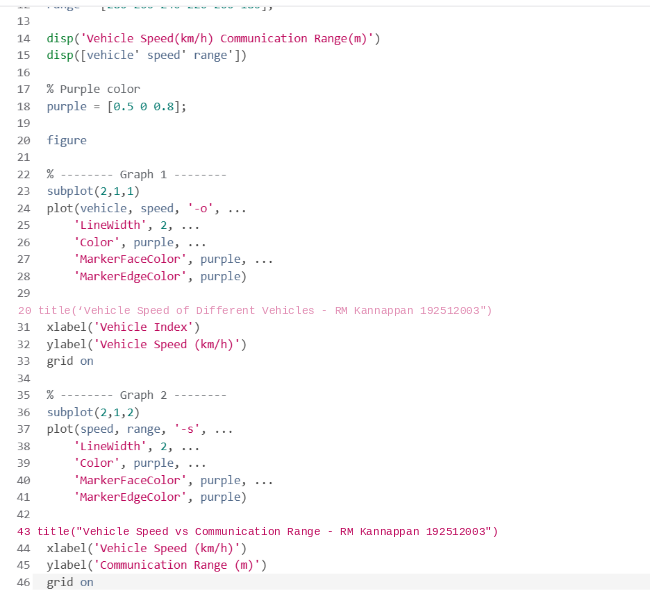 13
14 disp('Vehicle Speed(km/h) Communication Range(m)')
15 disp([vehicle' speed' range'])
16
17 % Purple color
18 purple = [0.5 0 0.8];
19
20 figure
21
22 % -------- Graph 1 --------
23 subplot(2,1,1)
24 plot(vehicle, speed, '-o', ...
25 'LineWidth', 2, ...
26 'Color', purple, ...
27 'MarkerFaceColor', purple, ...
28 'MarkerEdgeColor', purple)
29
20 title(‘Vehicle Speed of Different Vehicles - RM Kannappan 192512003")
31 xlabel('Vehicle Index')
32 ylabel('Vehicle Speed (km/h)')
33 grid on
34
35 % -------- Graph 2 --------
36 subplot(2,1,2)
37 plot(speed, range, '-s', ...
38 'LineWidth', 2, ...
39 'Color', purple, ...
40 'MarkerFaceColor', purple, ...
41 'MarkerEdgeColor', purple)
42
43 title("Vehicle Speed vs Communication Range - RM Kannappan 192512003")
44 xlabel('Vehicle Speed (km/h)')
45 ylabel('Communication Range (m)')
46 grid on